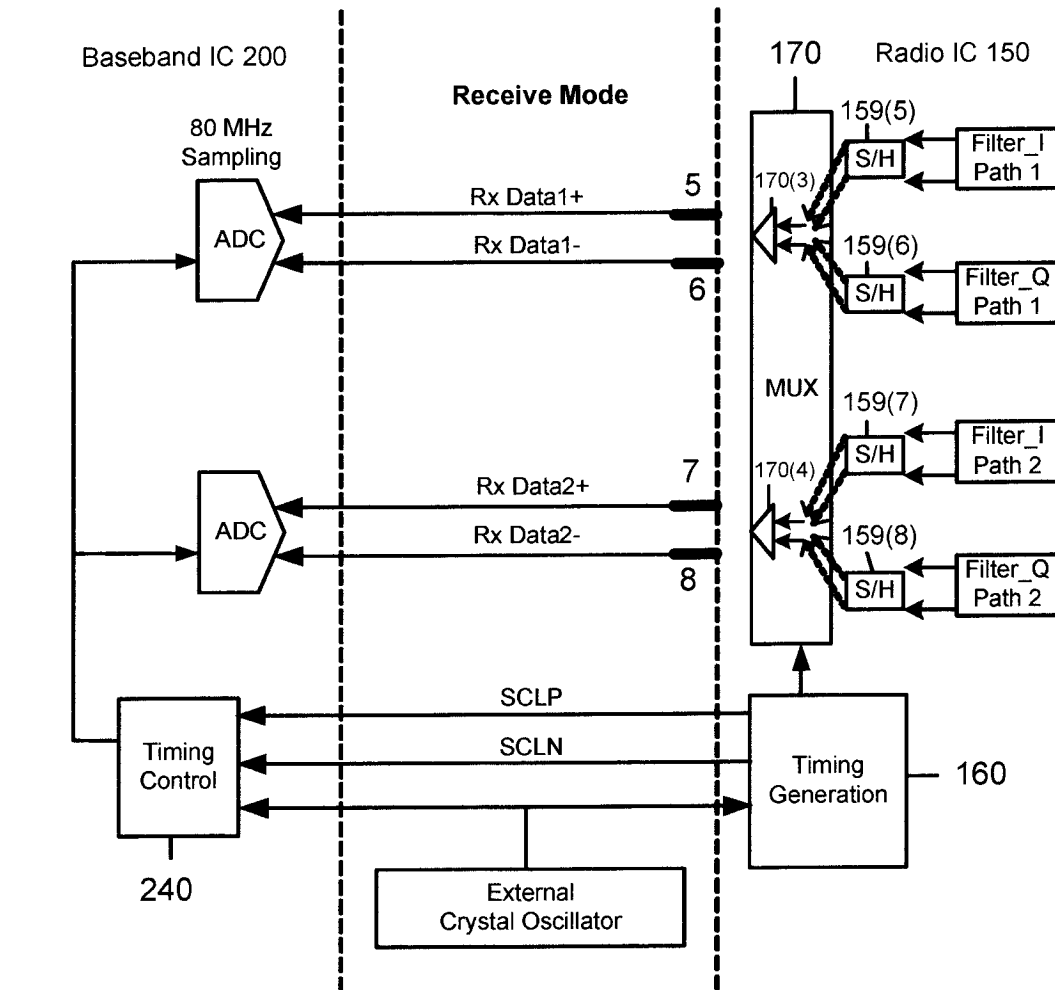 Baseband IC 200
170
Radio IC 150
Receive Mode
80 MHz
Sampling
159(5)
S/H
Filter_I
Path 1
ADC
Rx Data1+
5
170(3)
Rx Data1-
6
159(6)
S/H
Filter_Q
Path 1
MUX
159(7)
S/H
Filter_I
Path 2
ADC
Rx Data2+
7
170(4)
Rx Data2-
8
159(8)
S/H
Filter_Q
Path 2
SCLP
SCLN
Timing
Control
Timing
Generation
160
240
External
Crystal Oscillator